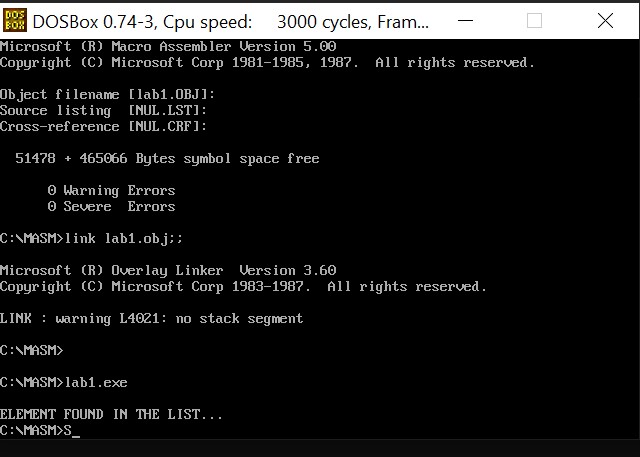 DOS
BOX
DOSBox 0.74-3, Cpu speed: 3000 cycles, Fram...
Microsoft (R) Macro Assembler Version 5.00
Copyright (C) Microsoft Corp 1981-1985, 1987.  All rights reserved.
Object filename [lab1.OBJ]:
Source listing  [NUL.LST]:
Cross-reference [NUL.CRF]:
51478 + 465066 Bytes symbol space free
0 Warning Errors
0 Severe  Errors
C:\MASM>link lab1.obj;;
Microsoft (R) Overlay Linker  Version 3.60
Copyright (C) Microsoft Corp 1983-1987.  All rights reserved.
LINK : warning L4021: no stack segment
C:\MASM>
C:\MASM>lab1.exe
ELEMENT FOUND IN THE LIST...
C:\MASM>S_